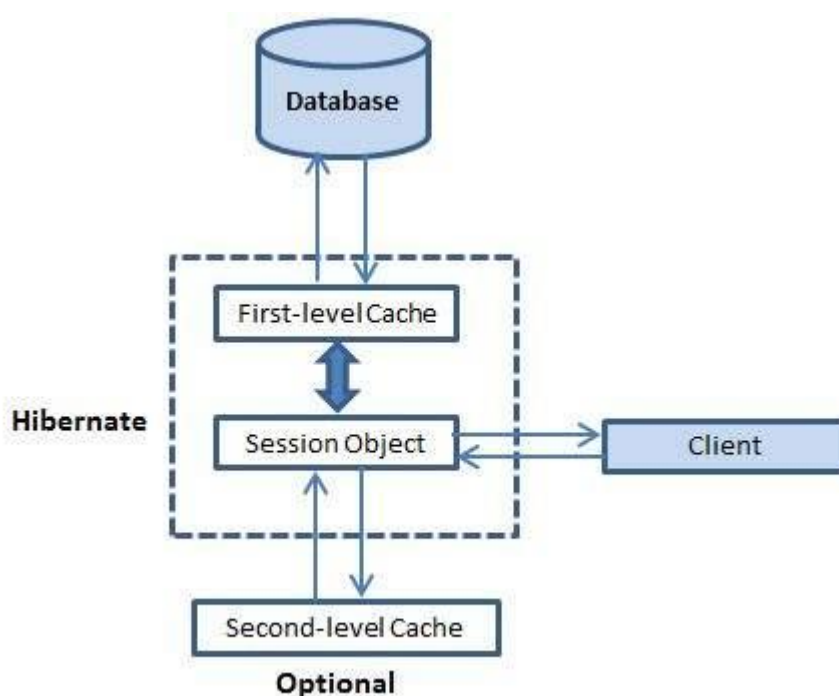 Database
First-level Cache
Hibernate
Session Object
Client
Second-level Cache
Optional